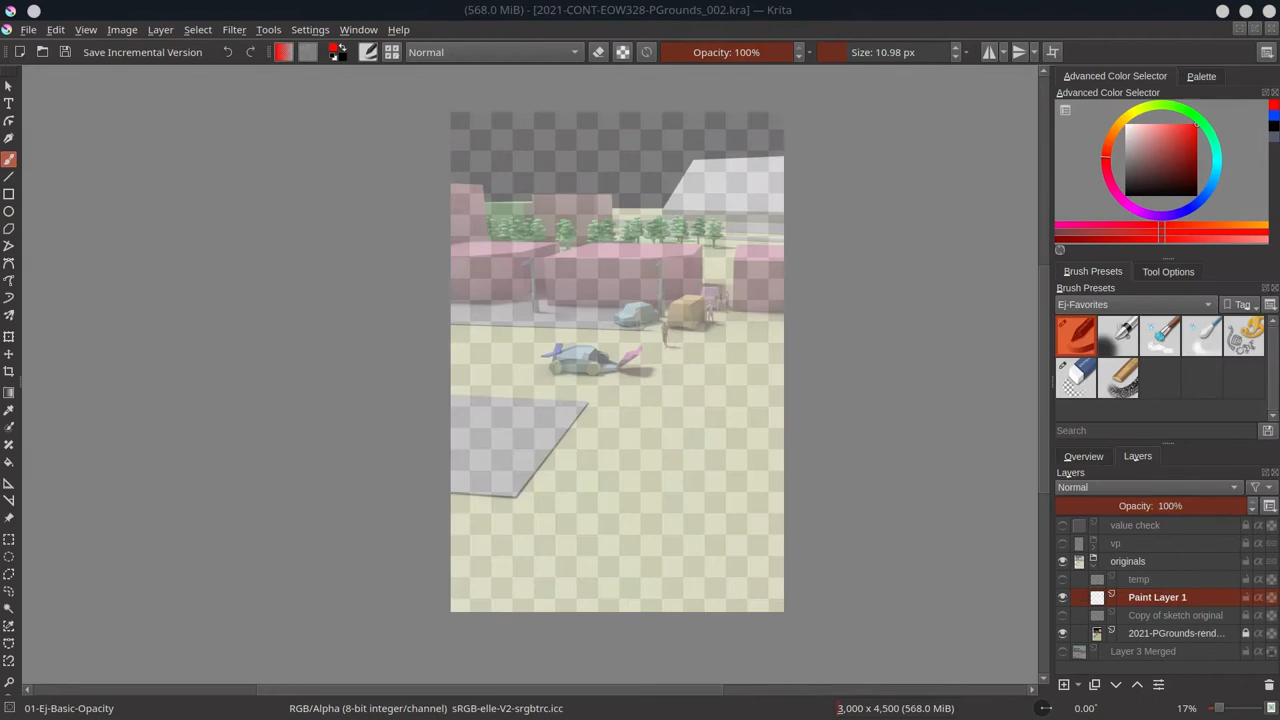 (568.0 MiB) - [2021-CONT-EOW328-PGrounds_002.kra] — Krita
File Edit View Image Layer Select Filter Tools Settings Window Help
Save Incremental Version
Normal
Opacity: 100%
Size: 10.98 px
Advanced Color Selector
Palette
Advanced Color Selector
Brush Presets
Tool Options
Brush Presets
Ej-Favorites
Tag
Search
Overview
Layers
Layers
Normal
Opacity: 100%
value check
vp
originals
temp
Paint Layer 1
Copy of sketch original
2021-PGrounds-rend...
Layer 3 Merged
01-Ej-Basic-Opacity
RGB/Alpha (8-bit integer/channel) sRGB-elle-V2-srgbtrc.icc
3,000 x 4,500 (568.0 MiB)
0.00°
17%